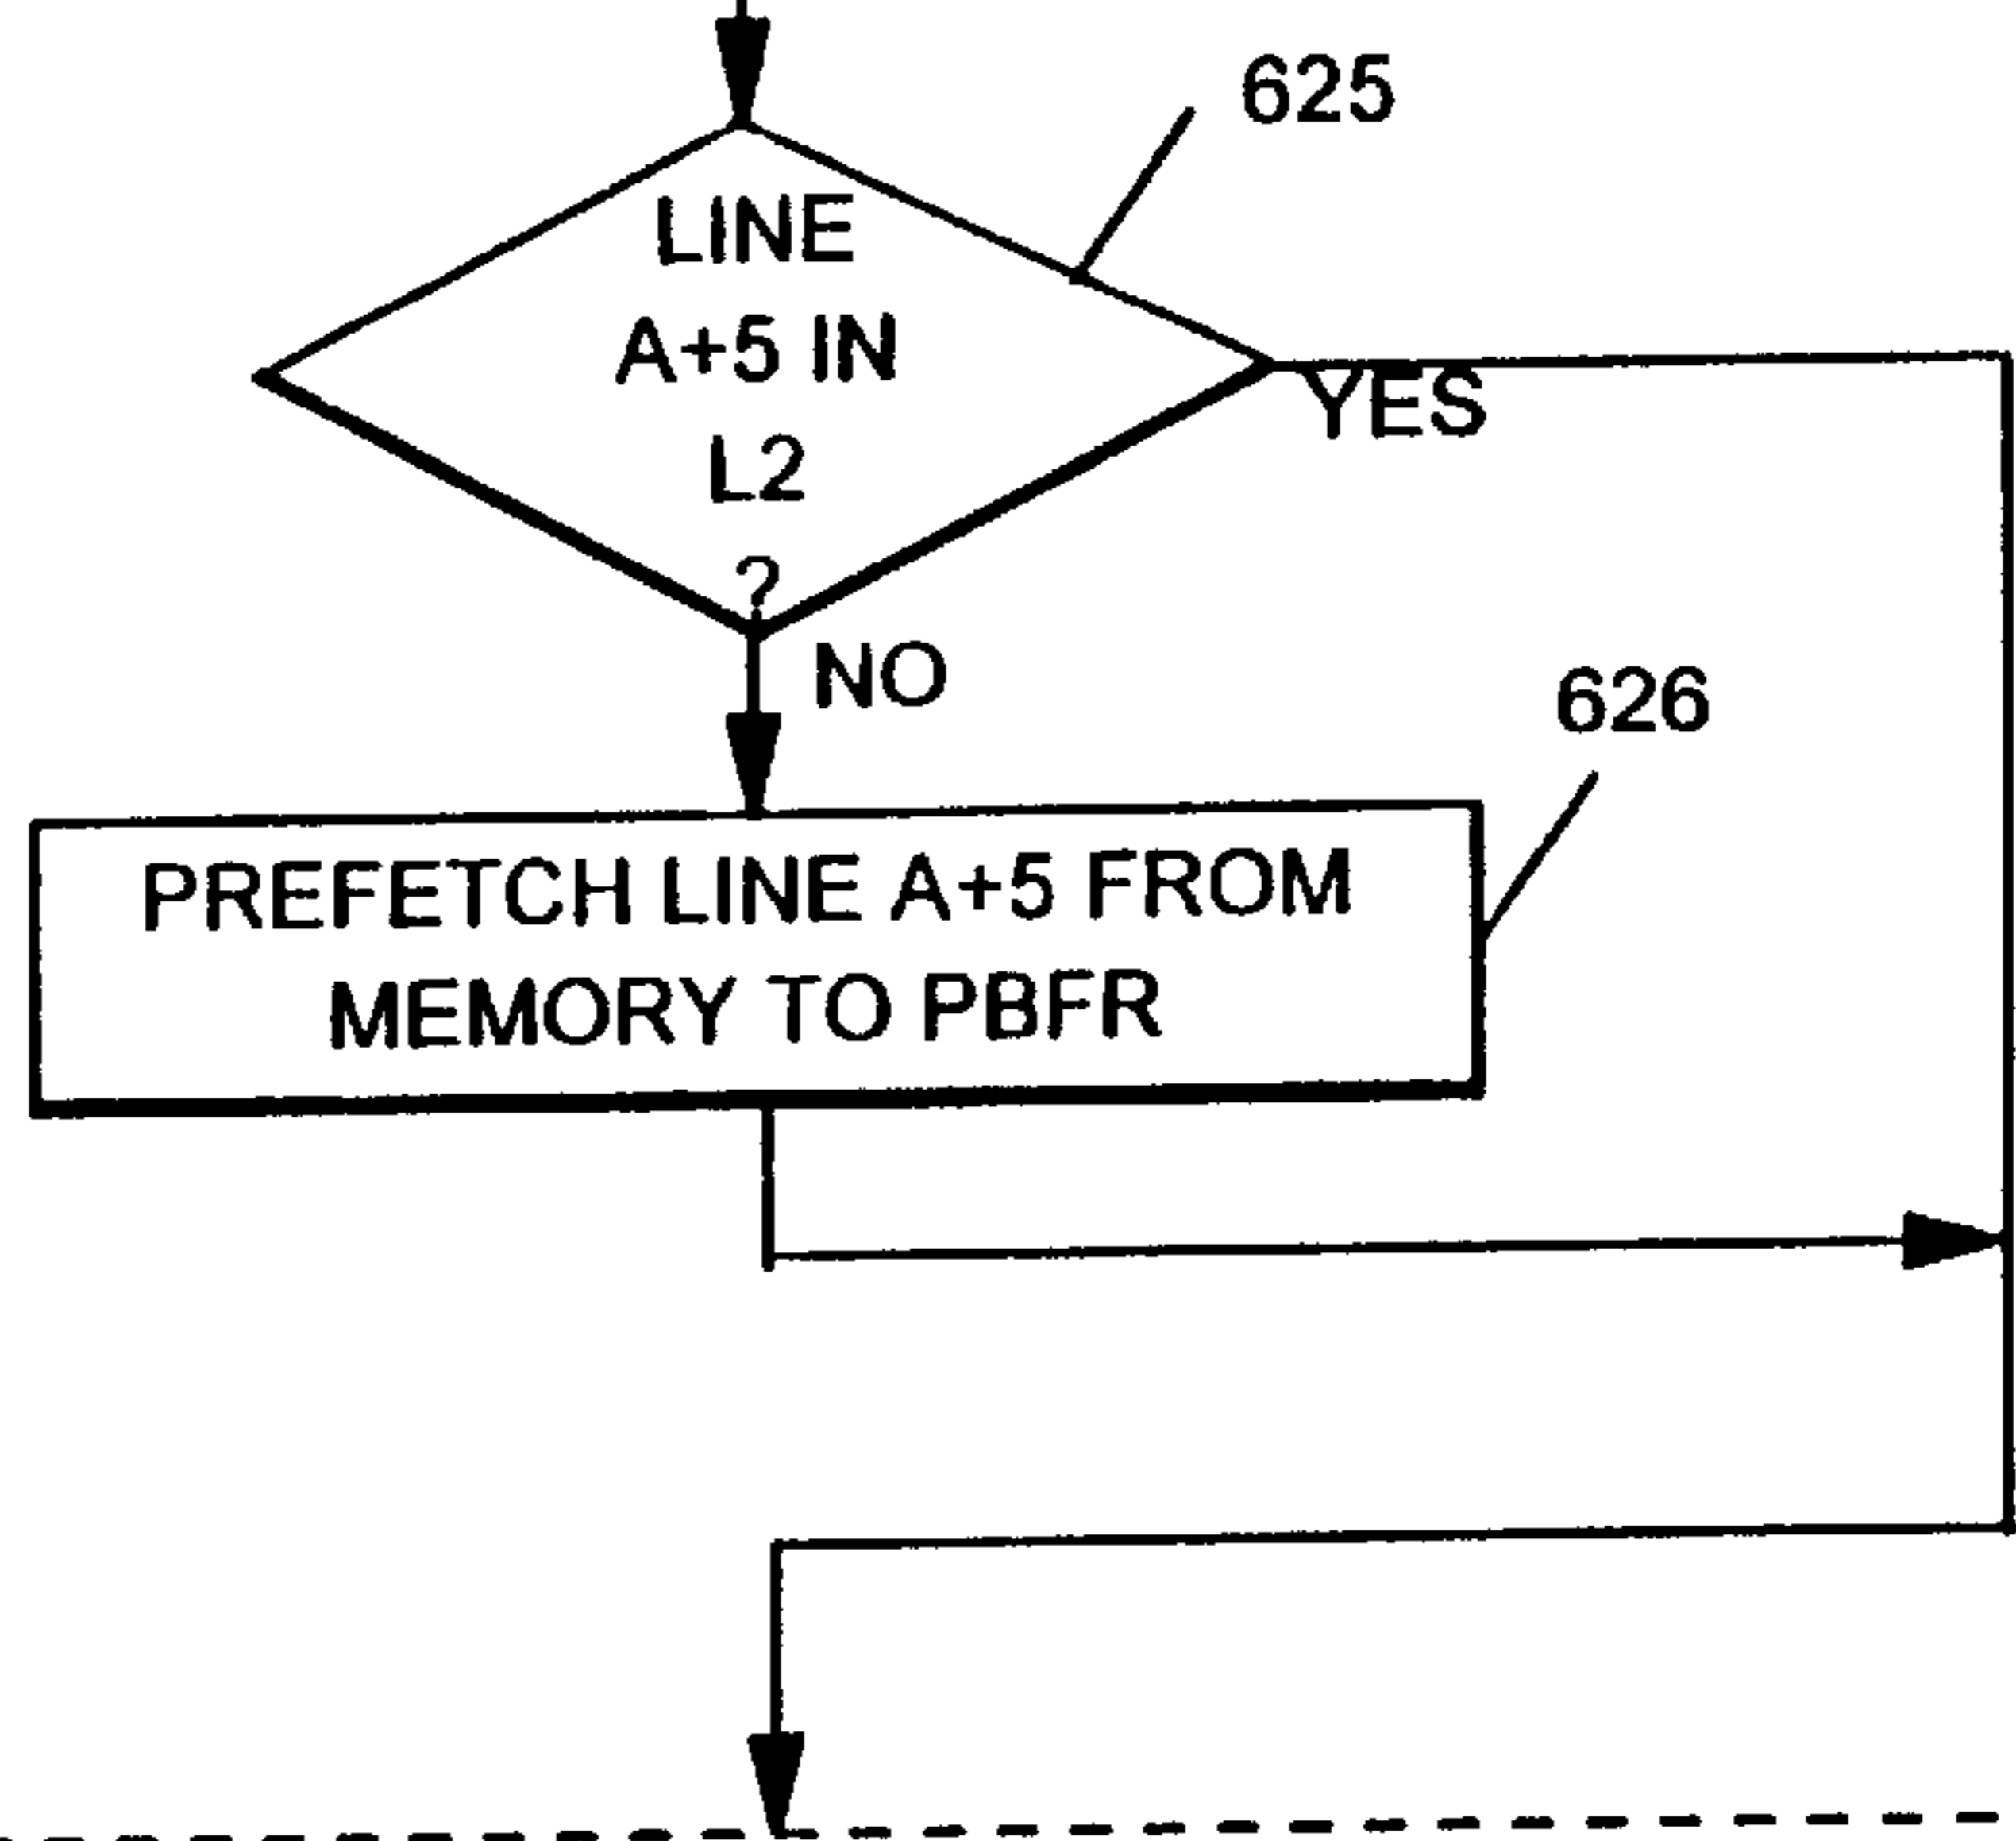 625
LINE
A+5 IN
L2
?
YES
NO
626
PREFETCH LINE A+5 FROM
MEMORY TO PBFR